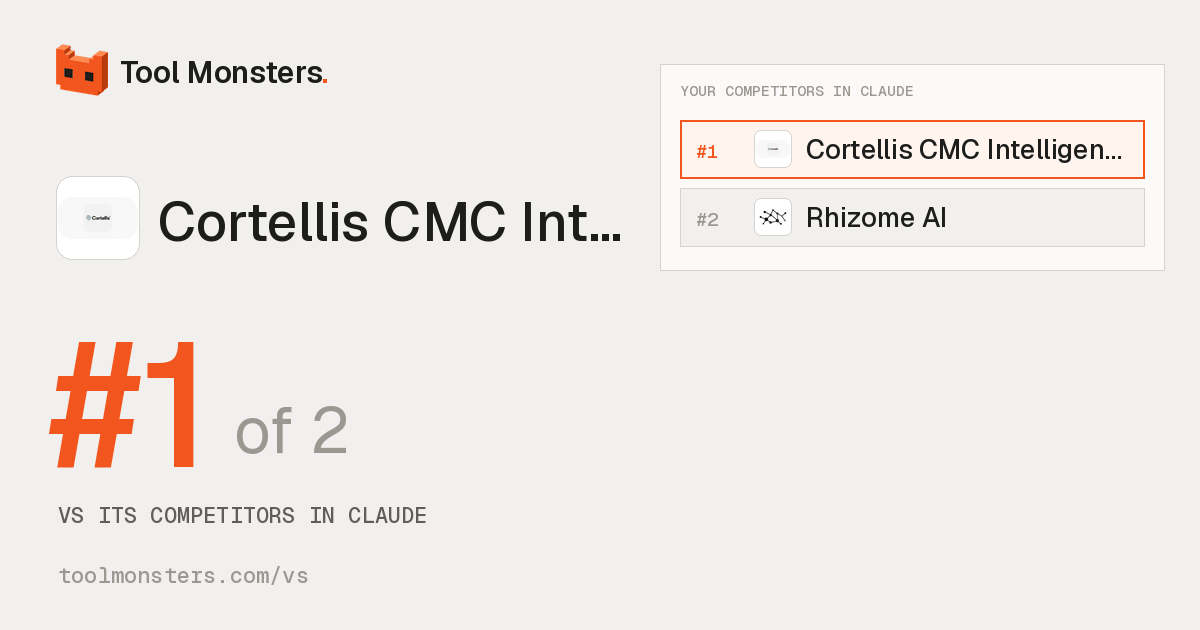 Tool Monsters.
Cortellis CMC Int...
#1 of 2
VS ITS COMPETITORS IN CLAUDE
toolmonsters.com/vs
YOUR COMPETITORS IN CLAUDE
#1 Cortellis CMC Intelligen...
#2 Rhizome AI
Cortellis